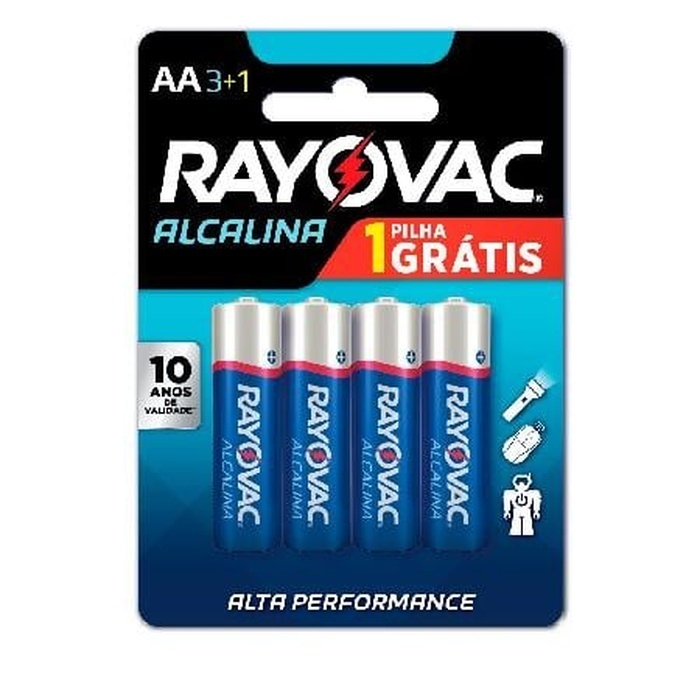 AA 3+1
RAYOVAC
ALCALINA
1 PILHA
GRÁTIS
10
ANOS
DE
VALIDADE
RAYOVAC
ALCALINA
RAYOVAC
ALCALINA
RAYOVAC
ALCALINA
RAYOVAC
ALCALINA
ALTA PERFORMANCE